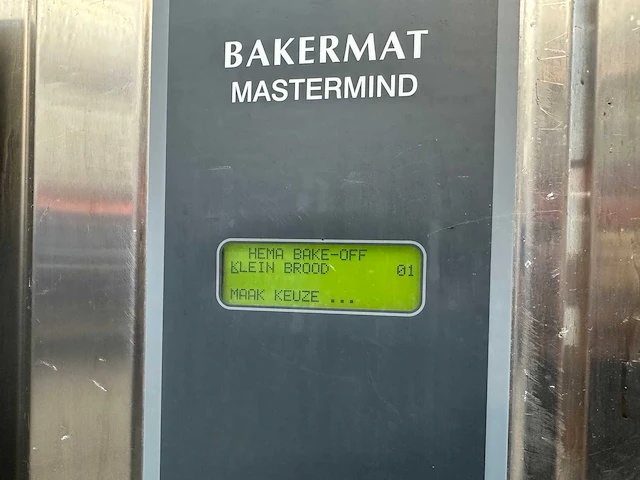 BAKERMAT
MASTERMIND
HEMA BAKE-OFF
KLEIN BROOD 01
MAAK KEUZE ...